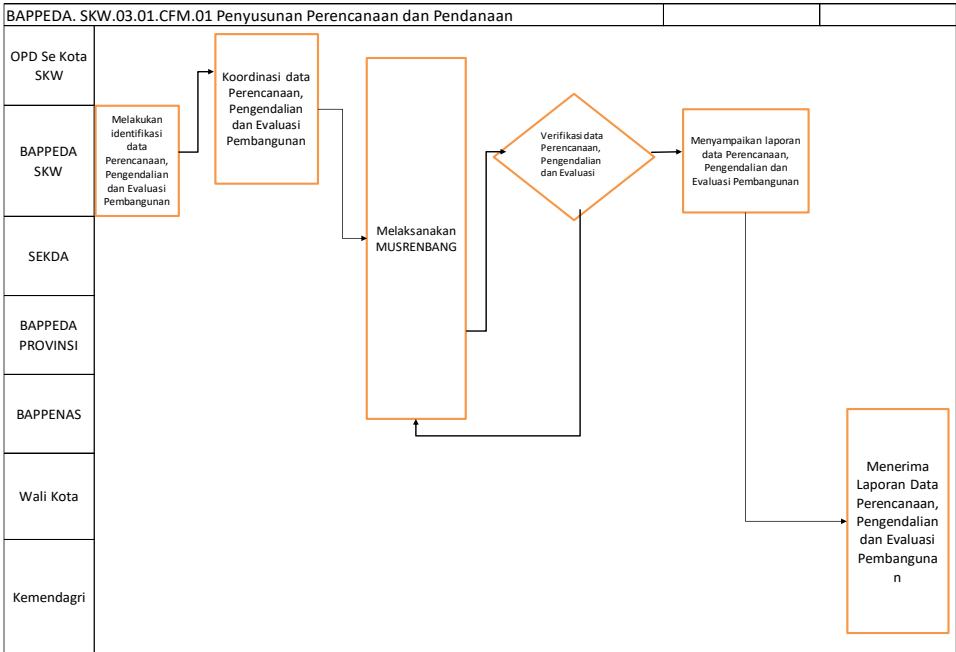 BAPPEDA. SKW.03.01.CFM.01 Penyusunan Perencanaan dan Pendanaan
OPD Se Kota
SKW
Koordinasi data
Perencanaan,
Pengendalian
dan Evaluasi
Pembangunan
BAPPEDA
SKW
Melakukan
identifikasi
data
Perencanaan,
Pengendalian
dan Evaluasi
Pembangunan
Verifikasi data
Perencanaan,
Pengendalian
dan Evaluasi
Menyampaikan laporan
data Perencanaan,
Pengendalian dan
Evaluasi Pembangunan
Melaksanakan
MUSRENBANG
SEKDA
BAPPEDA
PROVINSI
BAPPENAS
Wali Kota
Menerima
Laporan Data
Perencanaan,
Pengendalian
dan Evaluasi
Pembanguna
n
Kemendagri